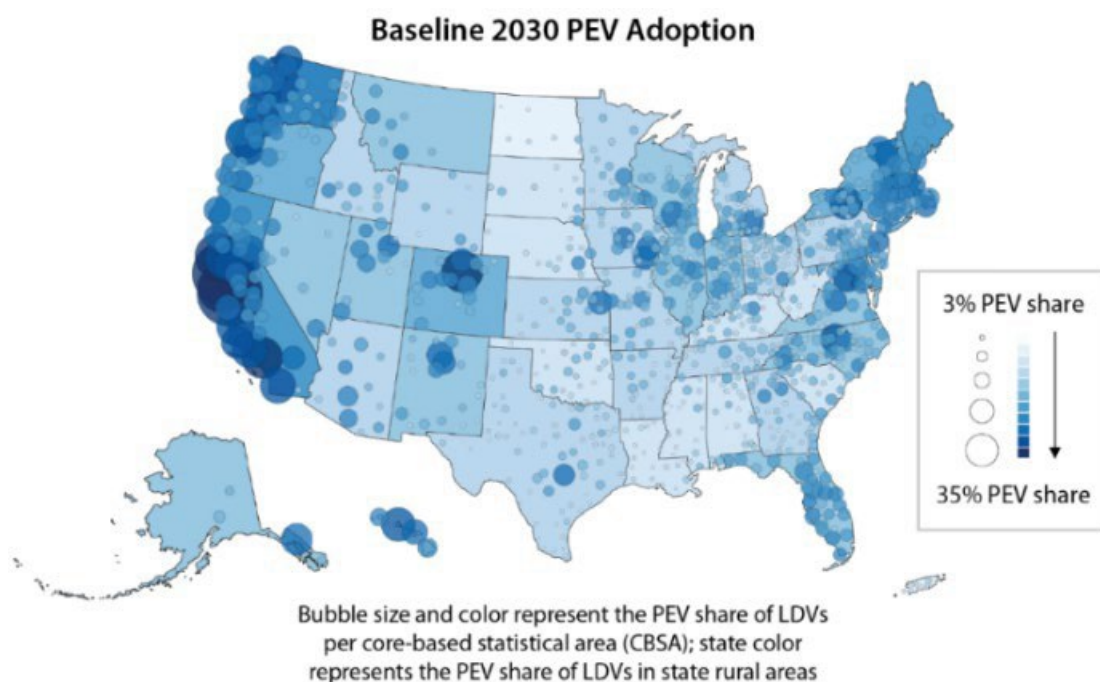 Baseline 2030 PEV Adoption
3% PEV share
35% PEV share
Bubble size and color represent the PEV share of LDVs
per core-based statistical area (CBSA); state color
represents the PEV share of LDVs in state rural areas